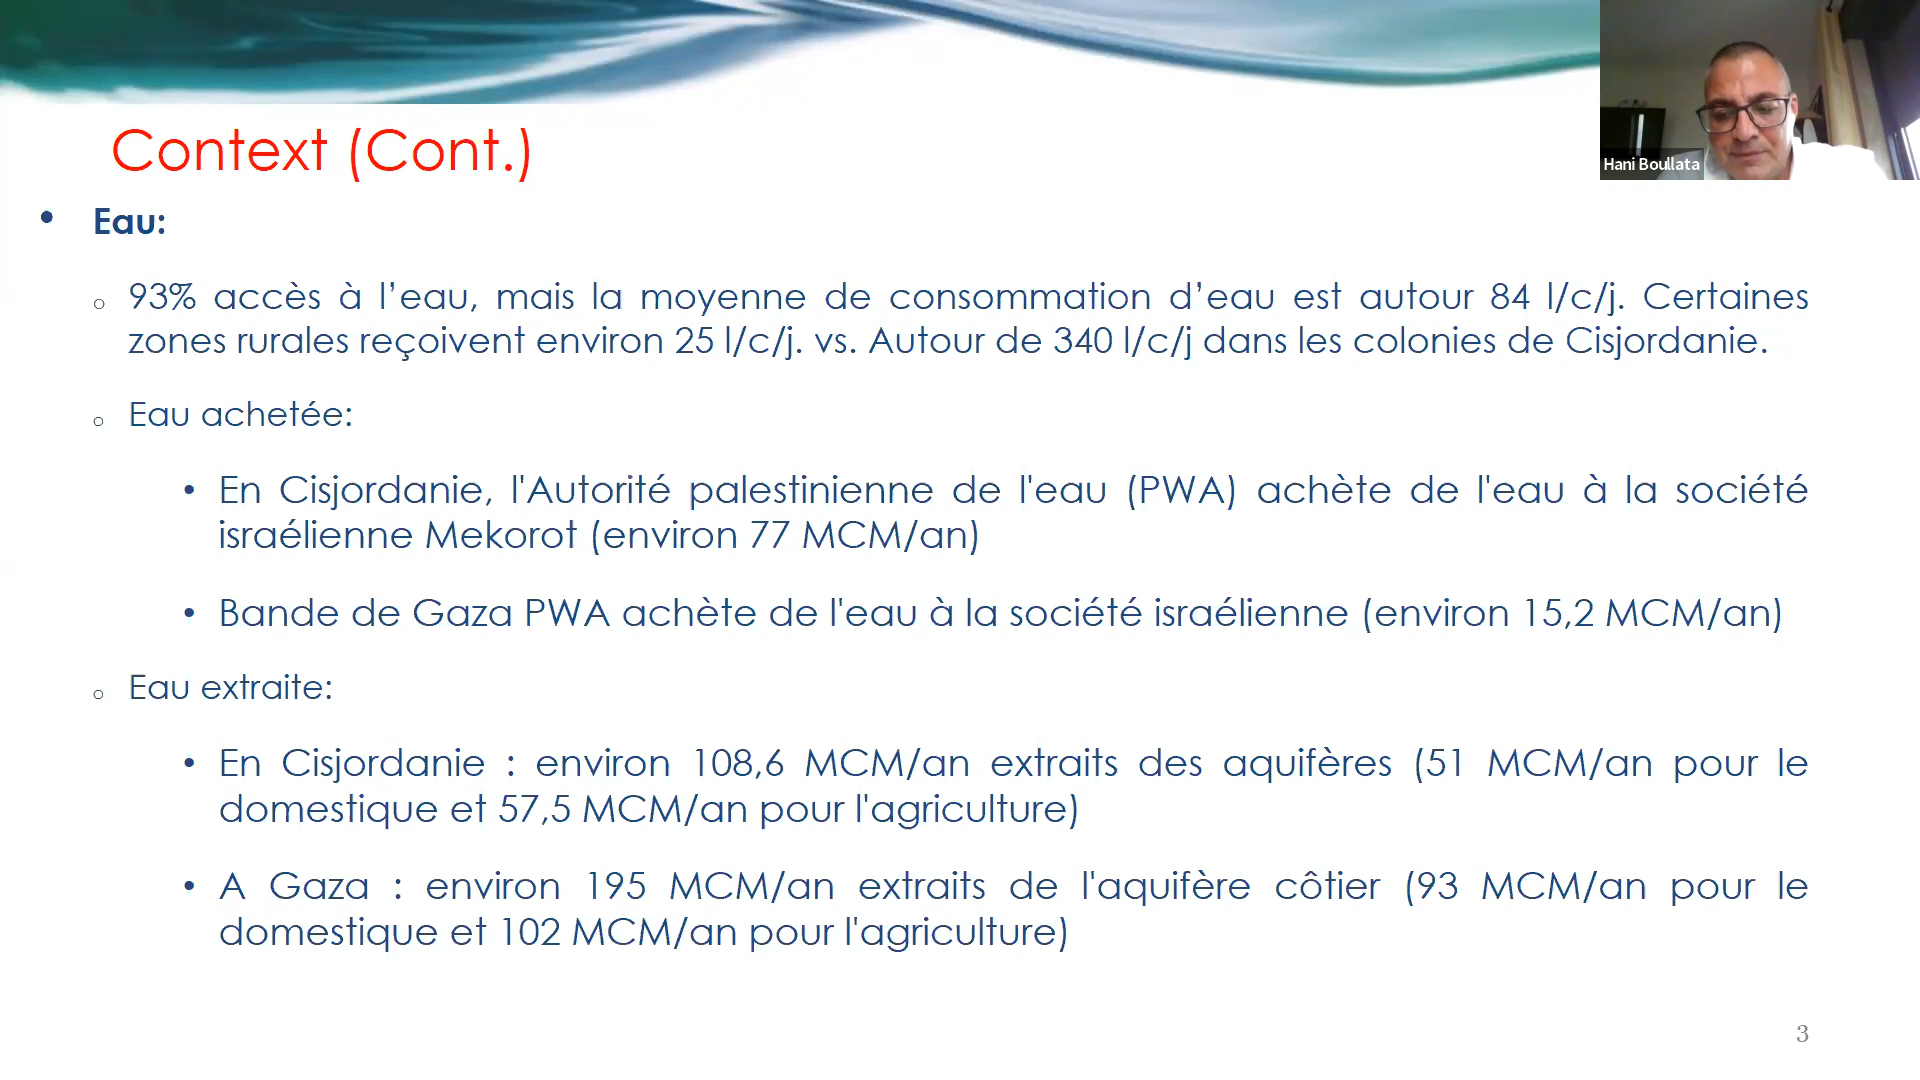 Hani Boullata
Context (Cont.)
• Eau:
o 93% accès à l’eau, mais la moyenne de consommation d’eau est autour 84 l/c/j. Certaines
zones rurales reçoivent environ 25 l/c/j. vs. Autour de 340 l/c/j dans les colonies de Cisjordanie.
o Eau achetée:
• En Cisjordanie, l'Autorité palestinienne de l'eau (PWA) achète de l'eau à la société
israélienne Mekorot (environ 77 MCM/an)
• Bande de Gaza PWA achète de l'eau à la société israélienne (environ 15,2 MCM/an)
o Eau extraite:
• En Cisjordanie : environ 108,6 MCM/an extraits des aquifères (51 MCM/an pour le
domestique et 57,5 MCM/an pour l'agriculture)
• A Gaza : environ 195 MCM/an extraits de l'aquifère côtier (93 MCM/an pour le
domestique et 102 MCM/an pour l'agriculture)
3